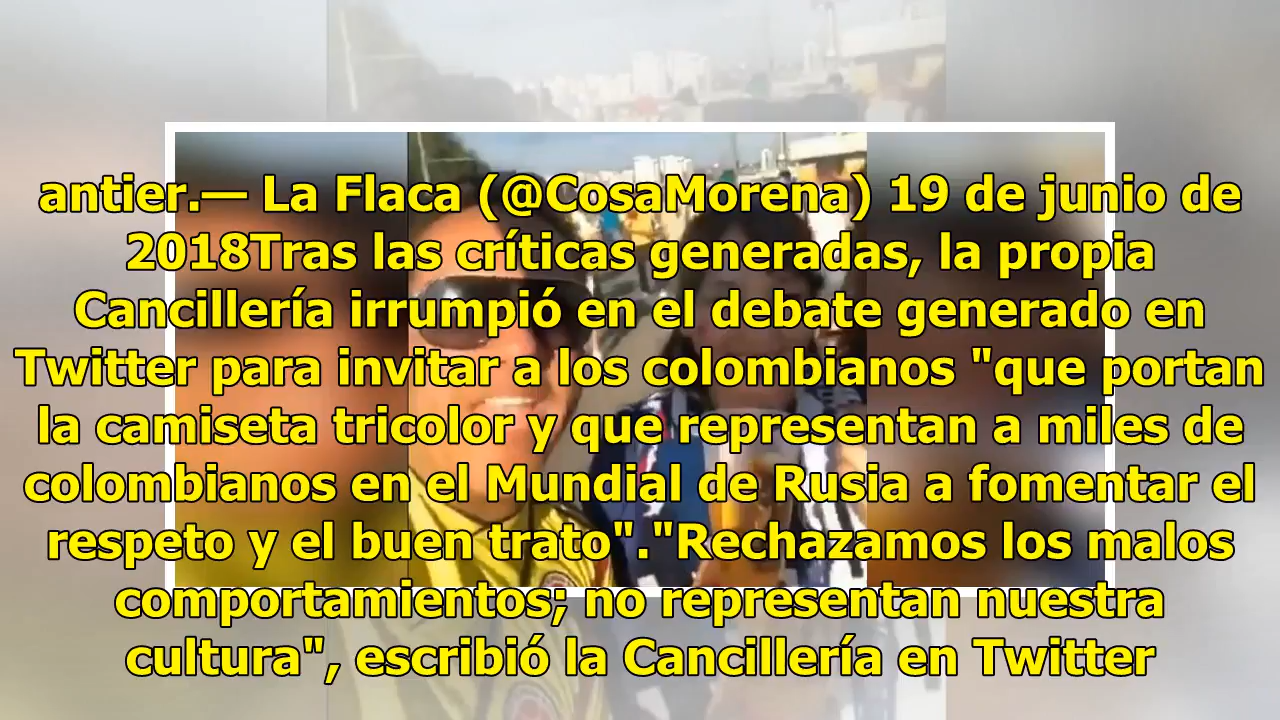 antier.— La Flaca (@CosaMorena) 19 de junio de
2018Tras las críticas generadas, la propia
Cancillería irrumpió en el debate generado en
Twitter para invitar a los colombianos "que portan
la camiseta tricolor y que representan a miles de
colombianos en el Mundial de Rusia a fomentar el
respeto y el buen trato"."Rechazamos los malos
comportamientos; no representan nuestra
cultura", escribió la Cancillería en Twitter